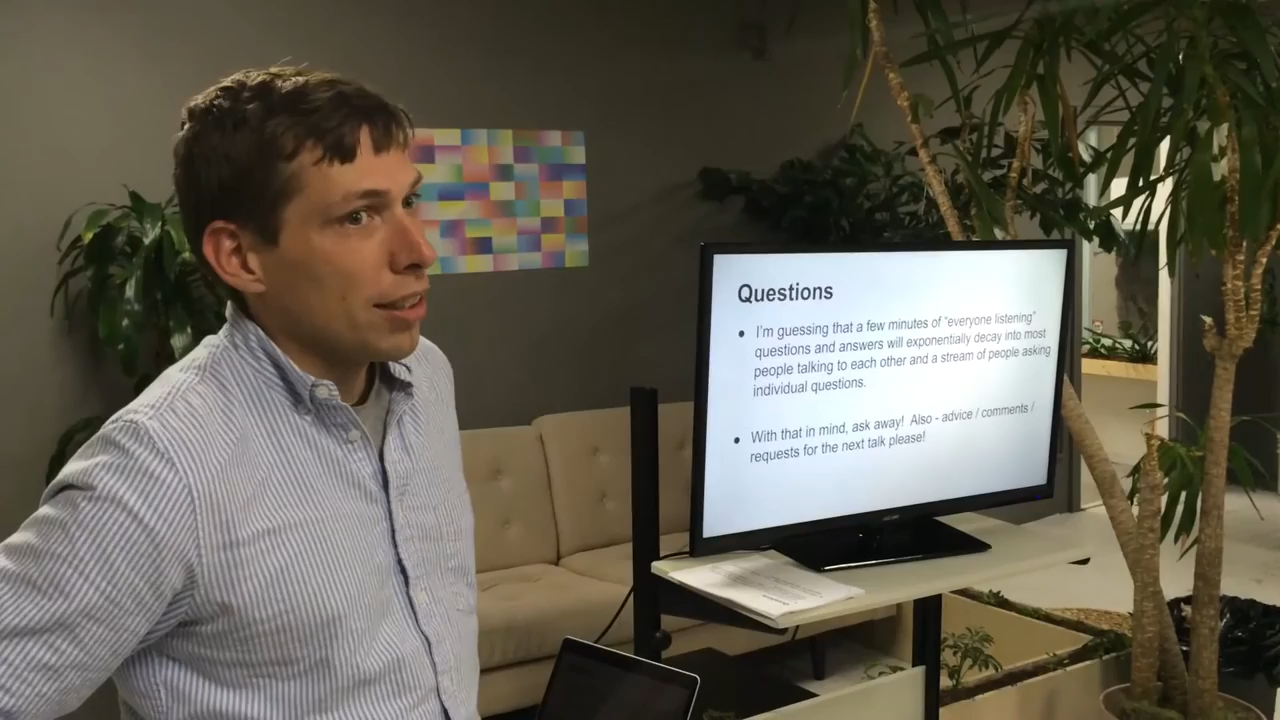 Questions
● I'm guessing that a few minutes of “everyone listening”
questions and answers will exponentially decay into most
people talking to each other and a stream of people asking
individual questions.
● With that in mind, ask away!  Also - advice / comments /
requests for the next talk please!